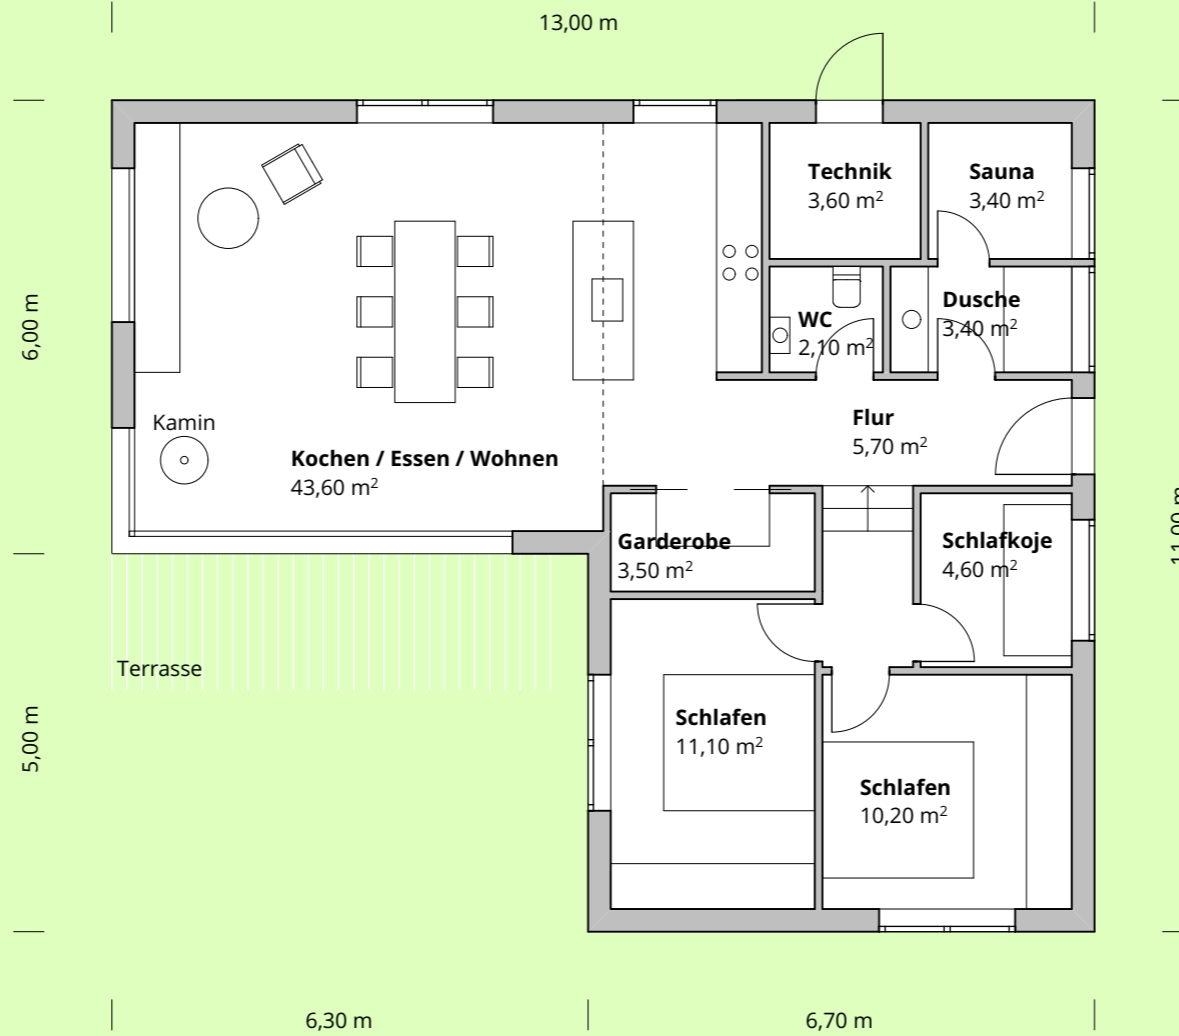 13,00 m
Technik
3,60 m²
Sauna
3,40 m²
6,00 m
WC
2,10 m²
Dusche
3,40 m²
Kamin
Flur
5,70 m²
Kochen / Essen / Wohnen
43,60 m²
11,00 m
Garderobe
3,50 m²
Schlafkoje
4,60 m²
Terrasse
5,00 m
Schlafen
11,10 m²
Schlafen
10,20 m²
6,30 m
6,70 m